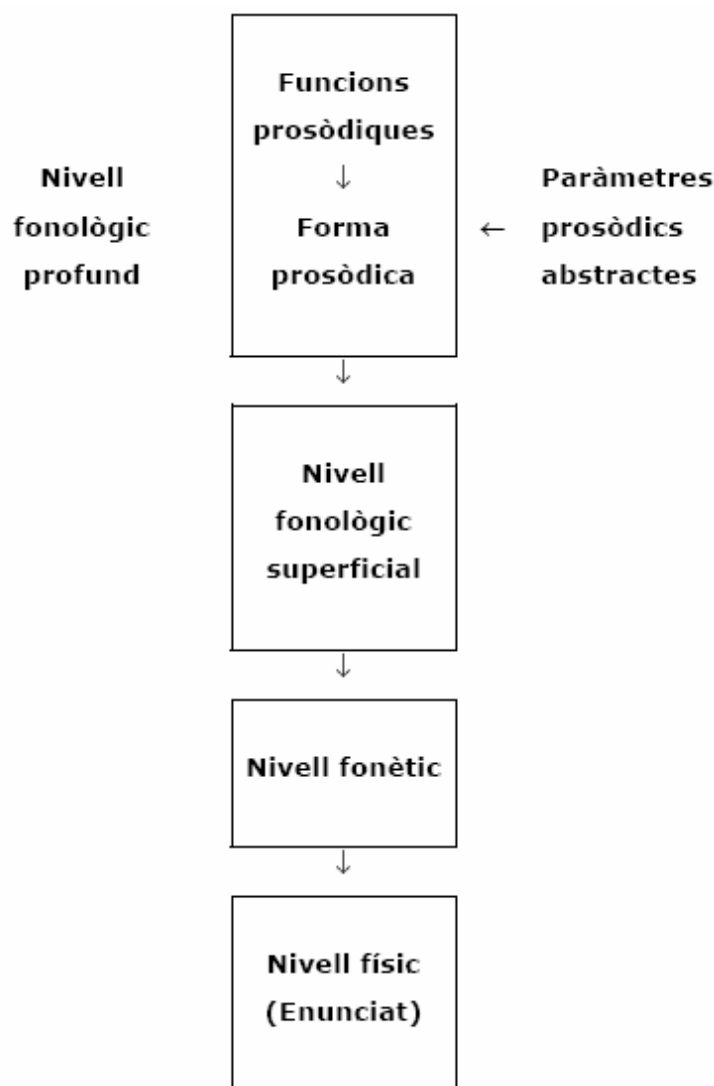 Funcions
prosòdiques
↓
Nivell
fonològic
profund
Forma
prosòdica
←
Paràmetres
prosòdics
abstractes
↓
Nivell
fonològic
superficial
↓
Nivell fonètic
↓
Nivell físic
(Enunciat)